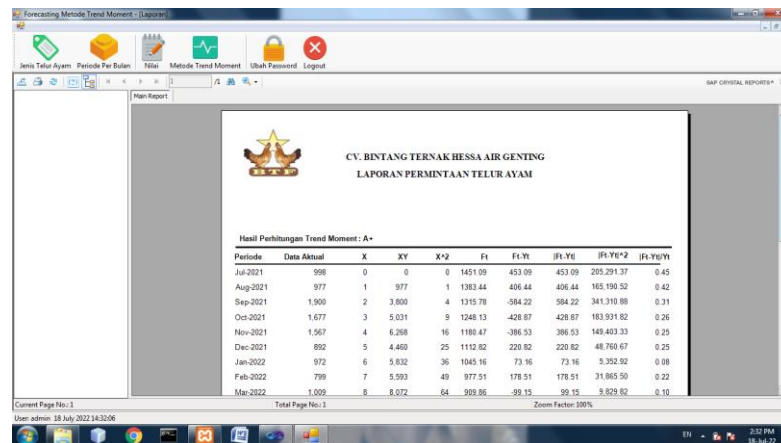 Forecasting Metode Trend Moment - [Laporan]
Jenis Telur Ayam Periode Per Bulan Nilai Metode Trend Moment Ubah Password Logout
1 /1 SAP CRYSTAL REPORTS
Main Report
BTF
CV. BINTANG TERNAK HESSA AIR GENTING
LAPORAN PERMINTAAN TELUR AYAM
Hasil Perhitungan Trend Moment : A+
Periode Data Aktual X XY X^2 Ft Ft-Yt |Ft-Yt| |Ft-Yt|^2 |Ft-Yt|/Yt
Jul-2021 998 0 0 0 1451.09 453.09 453.09 205,291.37 0.45
Aug-2021 977 1 977 1 1383.44 406.44 406.44 165,190.52 0.42
Sep-2021 1,900 2 3,800 4 1315.78 -584.22 584.22 341,310.88 0.31
Oct-2021 1,677 3 5,031 9 1248.13 -428.87 428.87 183,931.82 0.26
Nov-2021 1,567 4 6,268 16 1180.47 -386.53 386.53 149,403.33 0.25
Dec-2021 892 5 4,460 25 1112.82 220.82 220.82 48,760.67 0.25
Jan-2022 972 6 5,832 36 1045.16 73.16 73.16 5,352.92 0.08
Feb-2022 799 7 5,593 49 977.51 178.51 178.51 31,865.50 0.22
Mar-2022 1,009 8 8,072 64 909.86 -99.15 99.15 9,829.82 0.10
Current Page No.: 1 Total Page No.: 1 Zoom Factor: 100%
User: admin 18 July 2022 14:32:06
EN 2:32 PM
18-Jul-22